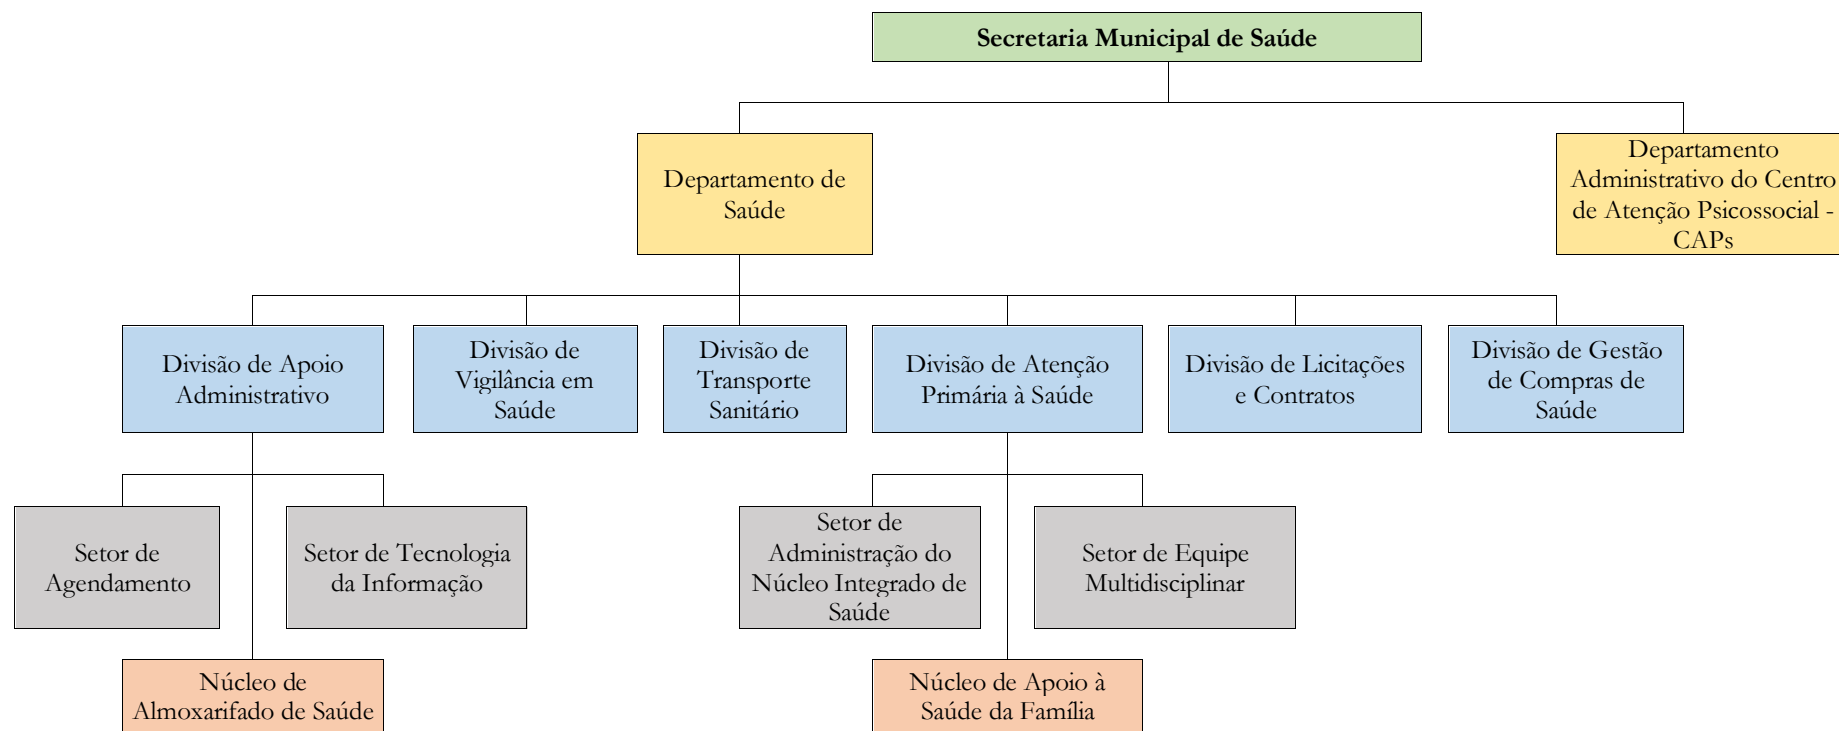 Secretaria Municipal de Saúde
Departamento de
Saúde
Departamento
Administrativo do Centro
de Atenção Psicossocial -
CAPs
Divisão de Apoio
Administrativo
Divisão de
Vigilância em
Saúde
Divisão de
Transporte
Sanitário
Divisão de Atenção
Primária à Saúde
Divisão de Licitações
e Contratos
Divisão de Gestão
de Compras de
Saúde
Setor de
Agendamento
Setor de Tecnologia
da Informação
Setor de
Administração do
Núcleo Integrado de
Saúde
Setor de Equipe
Multidisciplinar
Núcleo de
Almoxarifado de Saúde
Núcleo de Apoio à
Saúde da Família